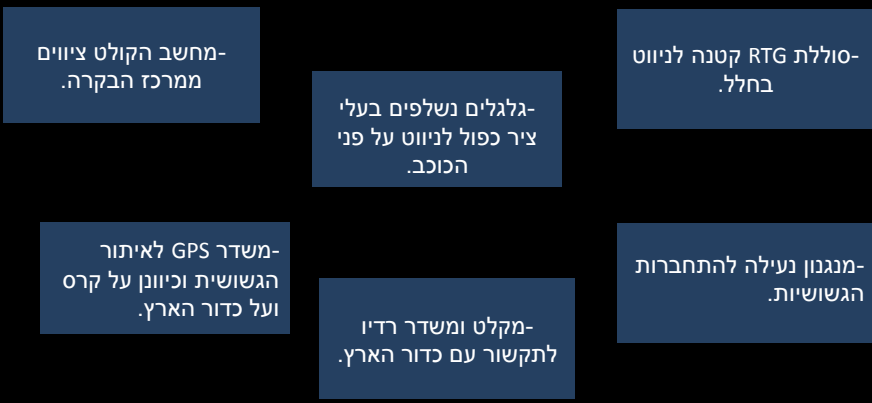 -סוללת RTG קטנה לניווט
בחלל.
-גלגלים נשלפים בעלי
ציר כפול לניווט על פני
הכוכב.
-מחשב הקולט ציווים
ממרכז הבקרה.
-מנגנון נעילה להתחברות
הגשושיות.
-מקלט ומשדר רדיו
לתקשור עם כדור הארץ.
-משדר GPS לאיתור
הגשושית וכיוונן על קרס
ועל כדור הארץ.